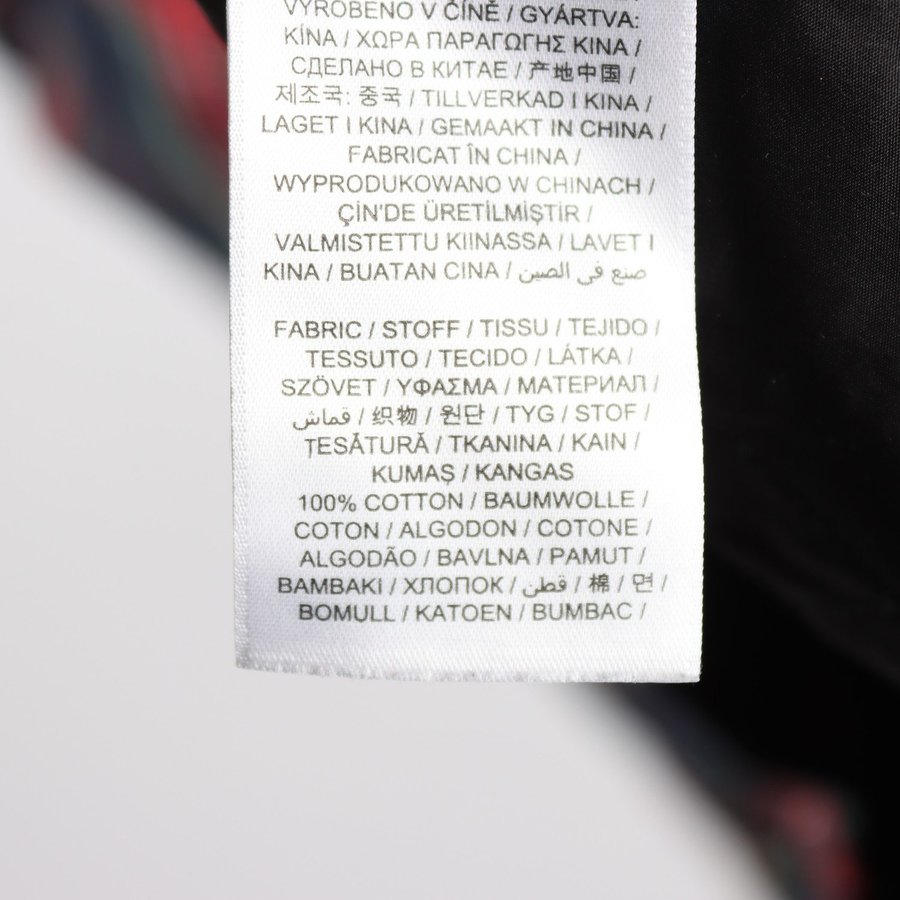 VYROBENO V ČÍNĚ / GYÁRTVA:
KÍNA / ΧΩΡΑ ΠΑΡΑΓΩΓΗΣ ΚΙΝΑ /
СДЕЛАНО В КИТАЕ / 产地中国 /
제조국: 중국 / TILLVERKAD I KINA /
LAGET I KINA / GEMAAKT IN CHINA /
FABRICAT ÎN CHINA /
WYPRODUKOWANO W CHINACH /
ÇİN'DE ÜRETİLMİŞTİR /
VALMISTETTU KIINASSA / LAVET I
KINA / BUATAN CINA / صنع في الصين
FABRIC / STOFF / TISSU / TEJIDO /
TESSUTO / TECIDO / LÁTKA /
SZÖVET / ΥΦΑΣΜΑ / МАТЕРИАЛ /
قماش / 织物 / 원단 / TYG / STOF /
ȚESĂTURĂ / TKANINA / KAIN /
KUMAŞ / KANGAS
100% COTTON / BAUMWOLLE /
COTON / ALGODON / COTONE /
ALGODÃO / BAVLNA / PAMUT /
BAMBAKI / ХЛОПОК / قطن / 棉 / 면 /
BOMULL / KATOEN / BUMBAC /